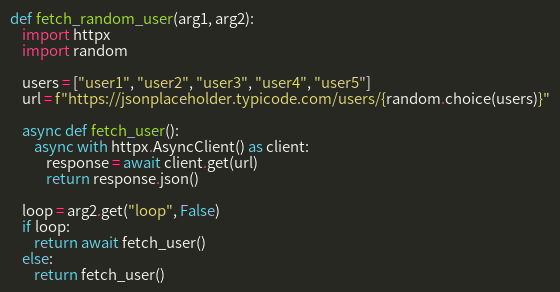 def fetch_random_user(arg1, arg2):
    import httpx
    import random

    users = ["user1", "user2", "user3", "user4", "user5"]
    url = f"https://jsonplaceholder.typicode.com/users/{random.choice(users)}"

    async def fetch_user():
        async with httpx.AsyncClient() as client:
            response = await client.get(url)
            return response.json()

    loop = arg2.get("loop", False)
    if loop:
        return await fetch_user()
    else:
        return fetch_user()